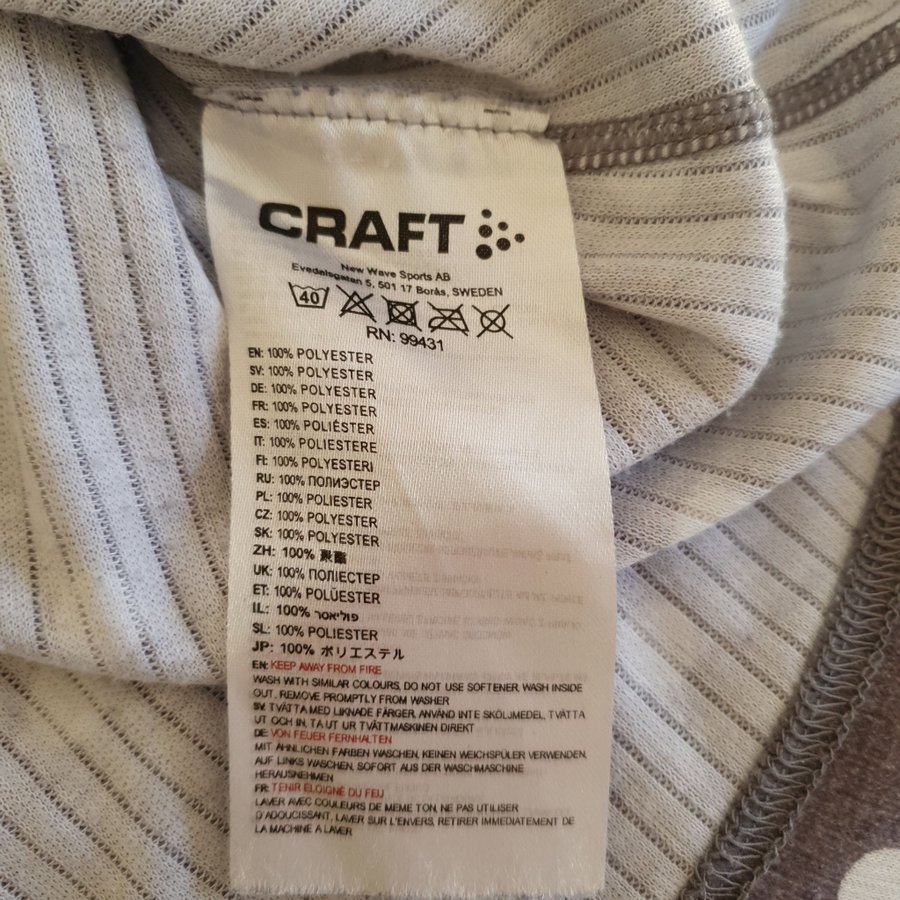 CRAFT
New Wave Sports AB
Evedalsgatan 5, 501 17 Borås, SWEDEN
40
RN: 99431
EN: 100% POLYESTER
SV: 100% POLYESTER
DE: 100% POLYESTER
FR: 100% POLYESTER
ES: 100% POLIÉSTER
IT: 100% POLIESTERE
FI: 100% POLYESTERI
RU: 100% ПОЛИЭСТЕР
PL: 100% POLIESTER
CZ: 100% POLYESTER
SK: 100% POLYESTER
ZH: 100% 聚酯
UK: 100% ПОЛІЕСТЕР
ET: 100% POLÜESTER
IL: 100% פוליאסר
SL: 100% POLIESTER
JP: 100% ポリエステル
EN: KEEP AWAY FROM FIRE
WASH WITH SIMILAR COLOURS, DO NOT USE SOFTENER, WASH INSIDE
OUT, REMOVE PROMPTLY FROM WASHER
SV: TVÄTTA MED LIKNADE FÄRGER, ANVÄND INTE SKÖLJMEDEL, TVÄTTA
UT OCH IN, TA UT UR TVÄTTMASKINEN DIREKT
DE: VON FEUER FERNHALTEN
MIT ÄHNLICHEN FARBEN WASCHEN, KEINEN WEICHSPÜLER VERWENDEN,
AUF LINKS WASCHEN, SOFORT AUS DER WASCHMASCHINE
HERAUSNEHMEN
FR: TENIR ELOIGNÉ DU FEU
LAVER AVEC COULEURS DE MEME TON, NE PAS UTILISER
D'ADOUCISSANT, LAVER SUR L'ENVERS, RETIRER IMMEDIATEMENT DE
LA MACHINE A LAVER